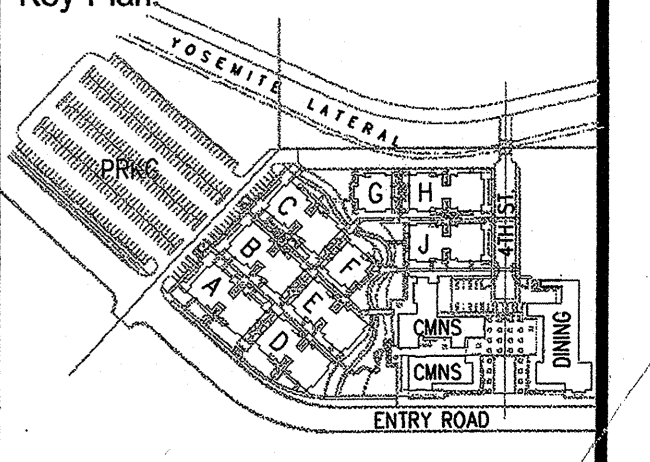 Key Plan:
YOSEMITE LATERAL
PRKG
C
G
H
4TH ST.
B
F
J
A
E
D
CMNS
DINING
CMNS
ENTRY ROAD